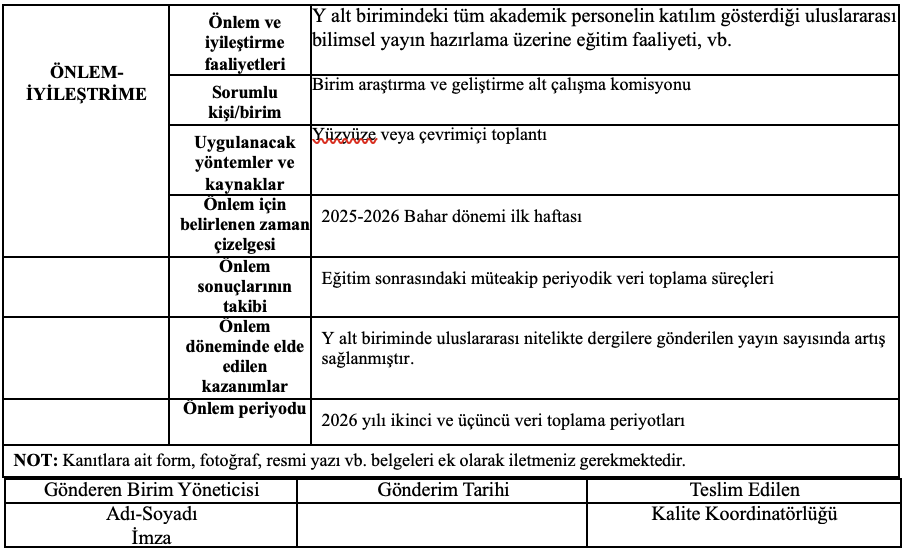 Önlem ve
iyileştirme
faaliyetleri
Y alt birimindeki tüm akademik personelin katılım gösterdiği uluslararası
bilimsel yayın hazırlama üzerine eğitim faaliyeti, vb.
ÖNLEM-
İYİLEŞTRİME
Sorumlu
kişi/birim
Birim araştırma ve geliştirme alt çalışma komisyonu
Uygulanacak
yöntemler ve
kaynaklar
Yüzyüze veya çevrimiçi toplantı
Önlem için
belirlenen zaman
çizelgesi
2025-2026 Bahar dönemi ilk haftası
Önlem
sonuçlarının
takibi
Eğitim sonrasındaki müteakip periyodik veri toplama süreçleri
Önlem
döneminde elde
edilen
kazanımlar
Y alt biriminde uluslararası nitelikte dergilere gönderilen yayın sayısında artış
sağlanmıştır.
Önlem periyodu
2026 yılı ikinci ve üçüncü veri toplama periyotları
NOT: Kanıtlara ait form, fotoğraf, resmi yazı vb. belgeleri ek olarak iletmeniz gerekmektedir.
Gönderen Birim Yöneticisi
Gönderim Tarihi
Teslim Edilen
Adı-Soyadı
İmza
Kalite Koordinatörlüğü